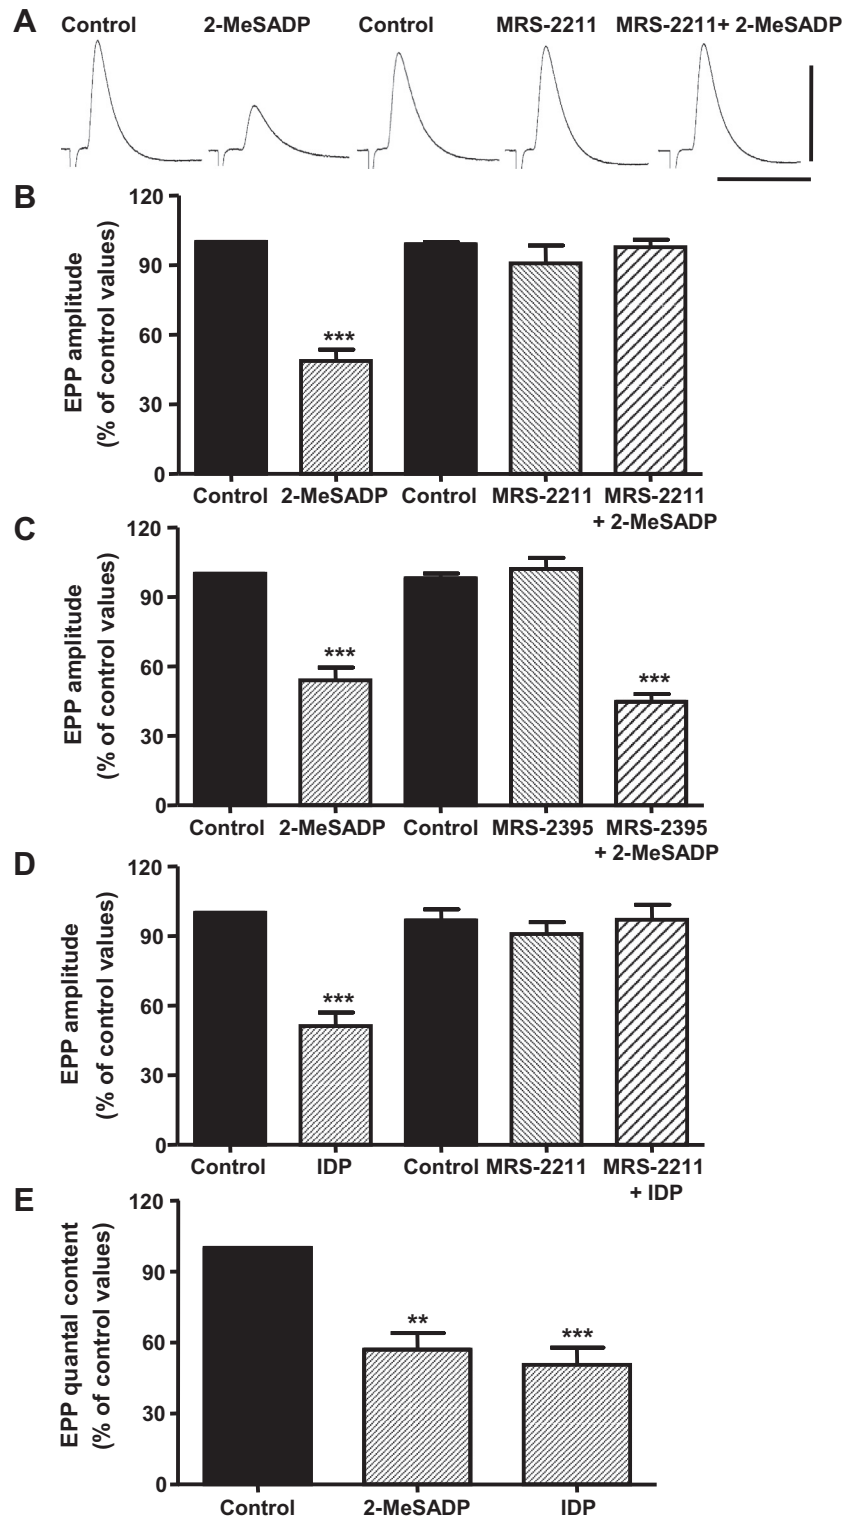 A
Control 2-MeSADP Control MRS-2211 MRS-2211+ 2-MeSADP
B
EPP amplitude
(% of control values)
120
90
60
30
0
***
Control 2-MeSADP Control MRS-2211 MRS-2211
+ 2-MeSADP
C
EPP amplitude
(% of control values)
120
90
60
30
0
***
***
Control 2-MeSADP Control MRS-2395 MRS-2395
+ 2-MeSADP
D
EPP amplitude
(% of control values)
120
90
60
30
0
***
Control IDP Control MRS-2211 MRS-2211
+ IDP
E
EPP quantal content
(% of control values)
120
90
60
30
0
**
***
Control 2-MeSADP IDP